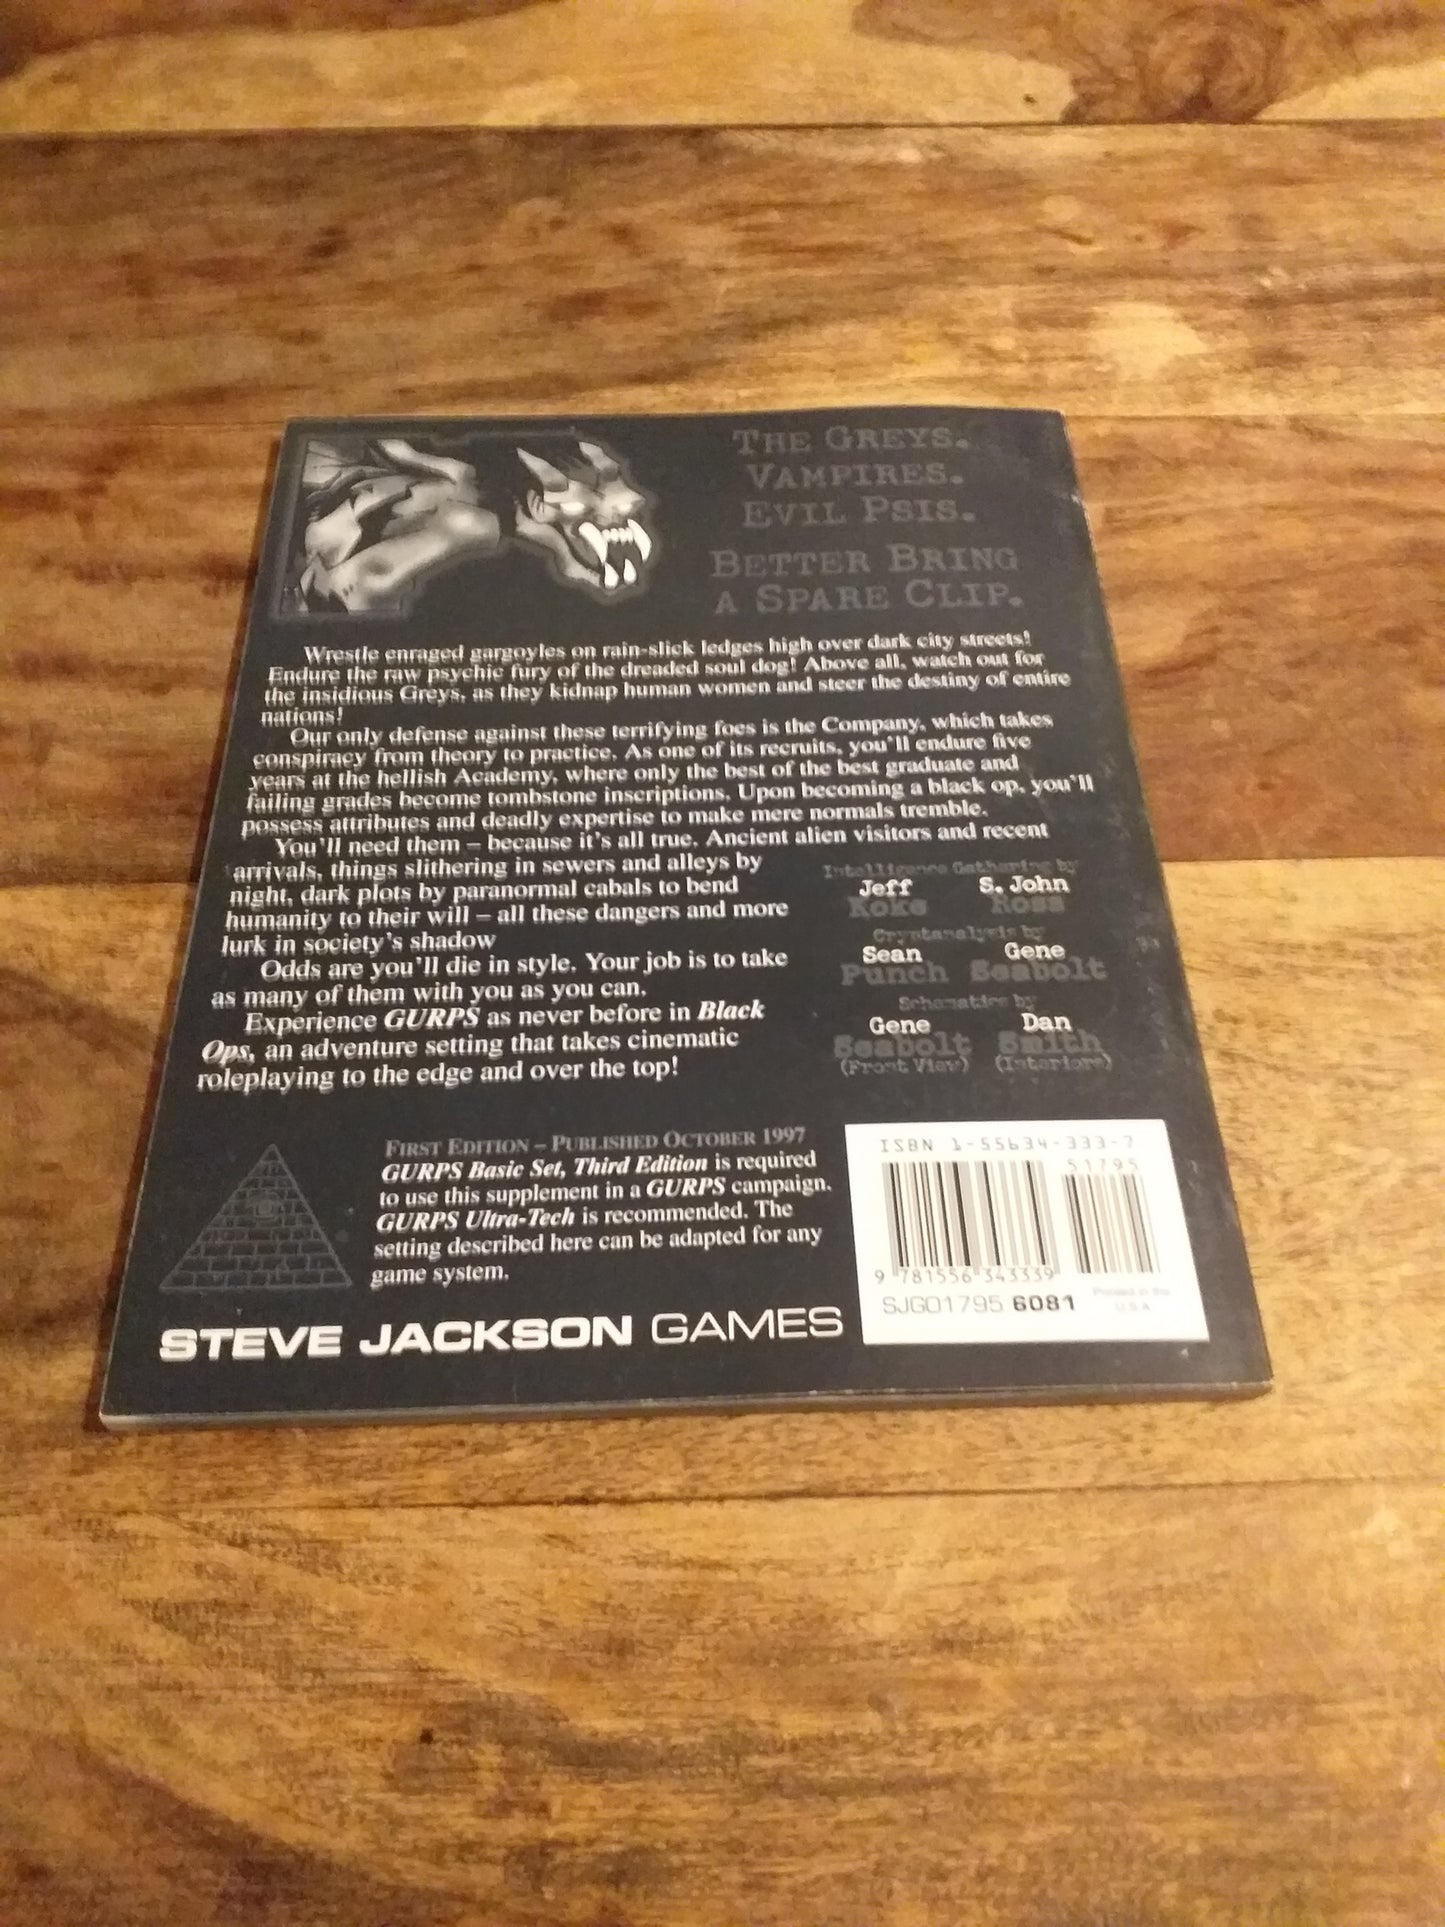 THE GREYS.
VAMPIRES.
EVIL PSIS.
BETTER BRING
A SPARE CLIP.
Wrestle enraged gargoyles on rain-slick ledges high over dark city streets!
Endure the raw psychic fury of the dreaded soul dog! Above all, watch out for
the insidious Greys, as they kidnap human women and steer the destiny of entire
nations!
Our only defense against these terrifying foes is the Company, which takes
conspiracy from theory to practice. As one of its recruits, you'll endure five
years at the hellish Academy, where only the best of the best graduate and
failing grades become tombstone inscriptions. Upon becoming a black op, you'll
possess attributes and deadly expertise to make mere normals tremble.
You'll need them – because it's all true. Ancient alien visitors and recent
arrivals, things slithering in sewers and alleys by
night, dark plots by paranormal cabals to bend
humanity to their will – all these dangers and more
lurk in society's shadow
Odds are you'll die in style. Your job is to take
as many of them with you as you can.
Experience GURPS as never before in Black
Ops, an adventure setting that takes cinematic
roleplaying to the edge and over the top!
Intelligence Gathering by
Jeff S. John
Koke Ross
Cryptanalysis by
Sean Gene
Punch Seabolt
Schematics by
Gene Dan
Seabolt Smith
(Front View) (Interiors)
FIRST EDITION – PUBLISHED OCTOBER 1997
GURPS Basic Set, Third Edition is required
to use this supplement in a GURPS campaign.
GURPS Ultra-Tech is recommended. The
setting described here can be adapted for any
game system.
STEVE JACKSON GAMES
ISBN 1-55634-333-7
51795
9 781556 343339
SJG01795 6081
Printed in the
U.S.A.